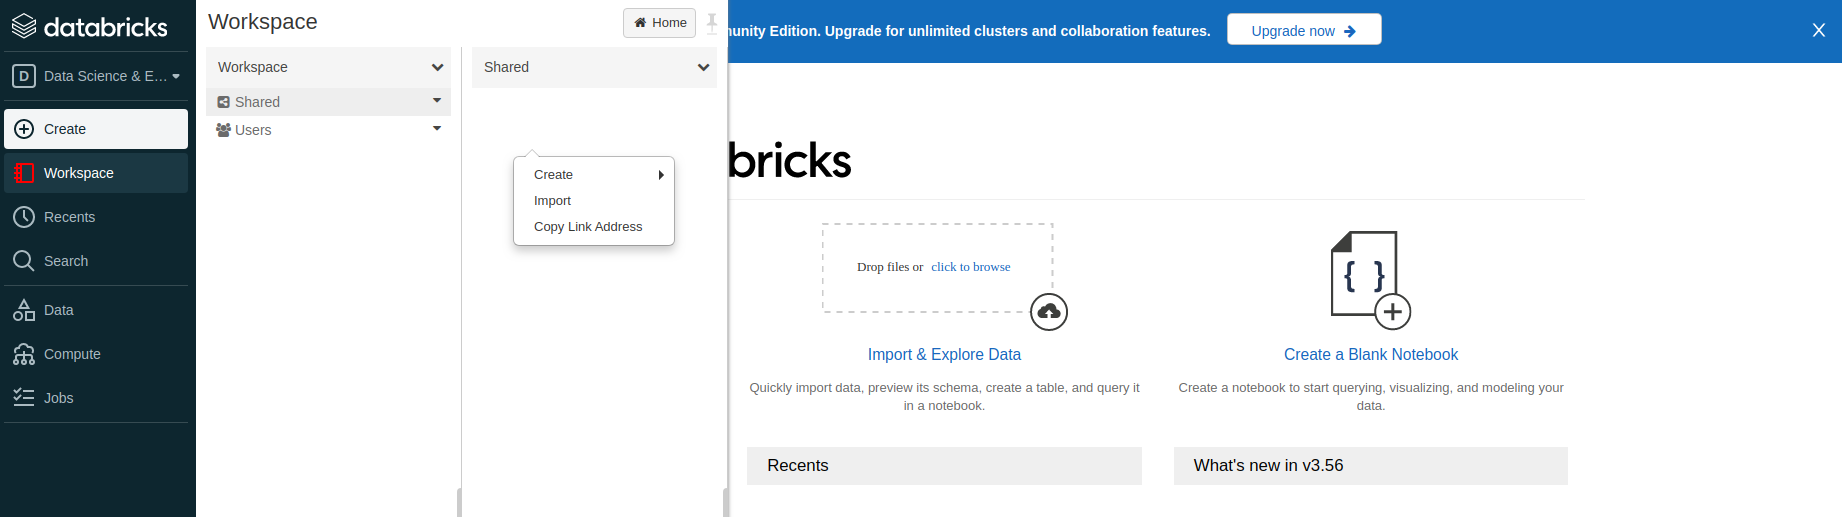 databricks
D Data Science & E...
Create
Workspace
Recents
Search
Data
Compute
Jobs
Workspace
Home
Workspace
Shared
Users
Shared
Create
Import
Copy Link Address
Edition. Upgrade for unlimited clusters and collaboration features.
Upgrade now
bricks
Drop files or click to browse
Import & Explore Data
Quickly import data, preview its schema, create a table, and query it
in a notebook.
{ }
Create a Blank Notebook
Create a notebook to start querying, visualizing, and modeling your
data.
Recents
What's new in v3.56